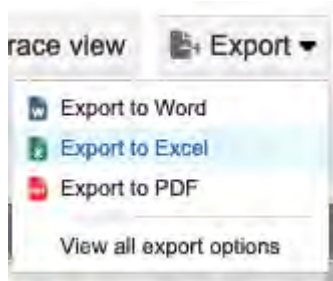 race view Export
Export to Word
Export to Excel
Export to PDF
View all export options